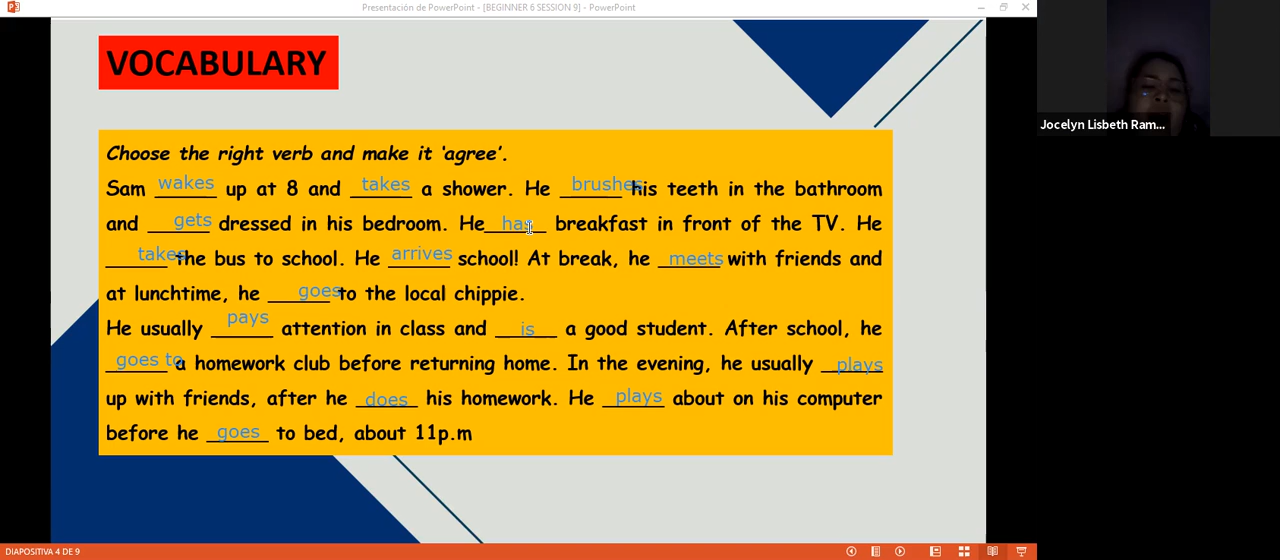 Presentación de PowerPoint - [BEGINNER 6 SESSION 9] - PowerPoint
VOCABULARY
Choose the right verb and make it 'agree'.
Sam wakes up at 8 and takes a shower. He brushes his teeth in the bathroom
and gets dressed in his bedroom. He has breakfast in front of the TV. He
takes the bus to school. He arrives school! At break, he meets with friends and
at lunchtime, he goes to the local chippie.
He usually pays attention in class and is a good student. After school, he
goes to a homework club before returning home. In the evening, he usually plays
up with friends, after he does his homework. He plays about on his computer
before he goes to bed, about 11p.m
Jocelyn Lisbeth Ram...
DIAPOSITIVA 4 DE 9